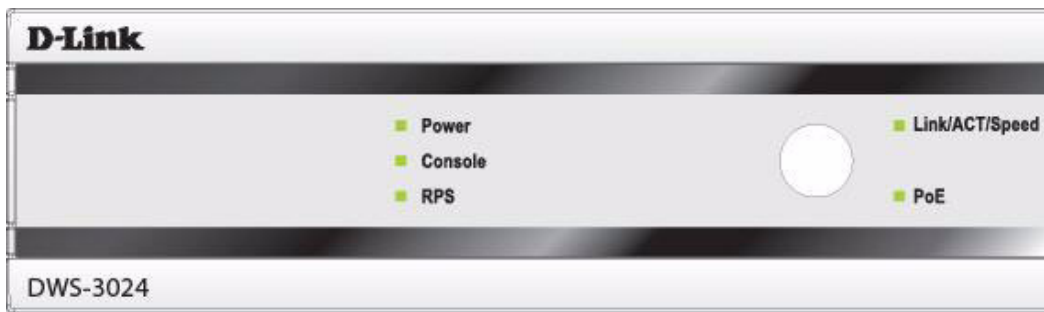 D-Link
Power
Link/ACT/Speed
Console
RPS
PoE
DWS-3024